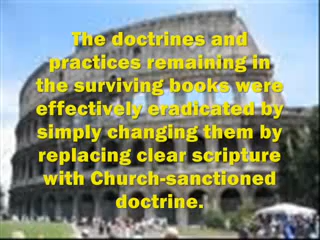 The doctrines and
practices remaining in
the surviving books were
effectively eradicated by
simply changing them by
replacing clear scripture
with Church-sanctioned
doctrine.